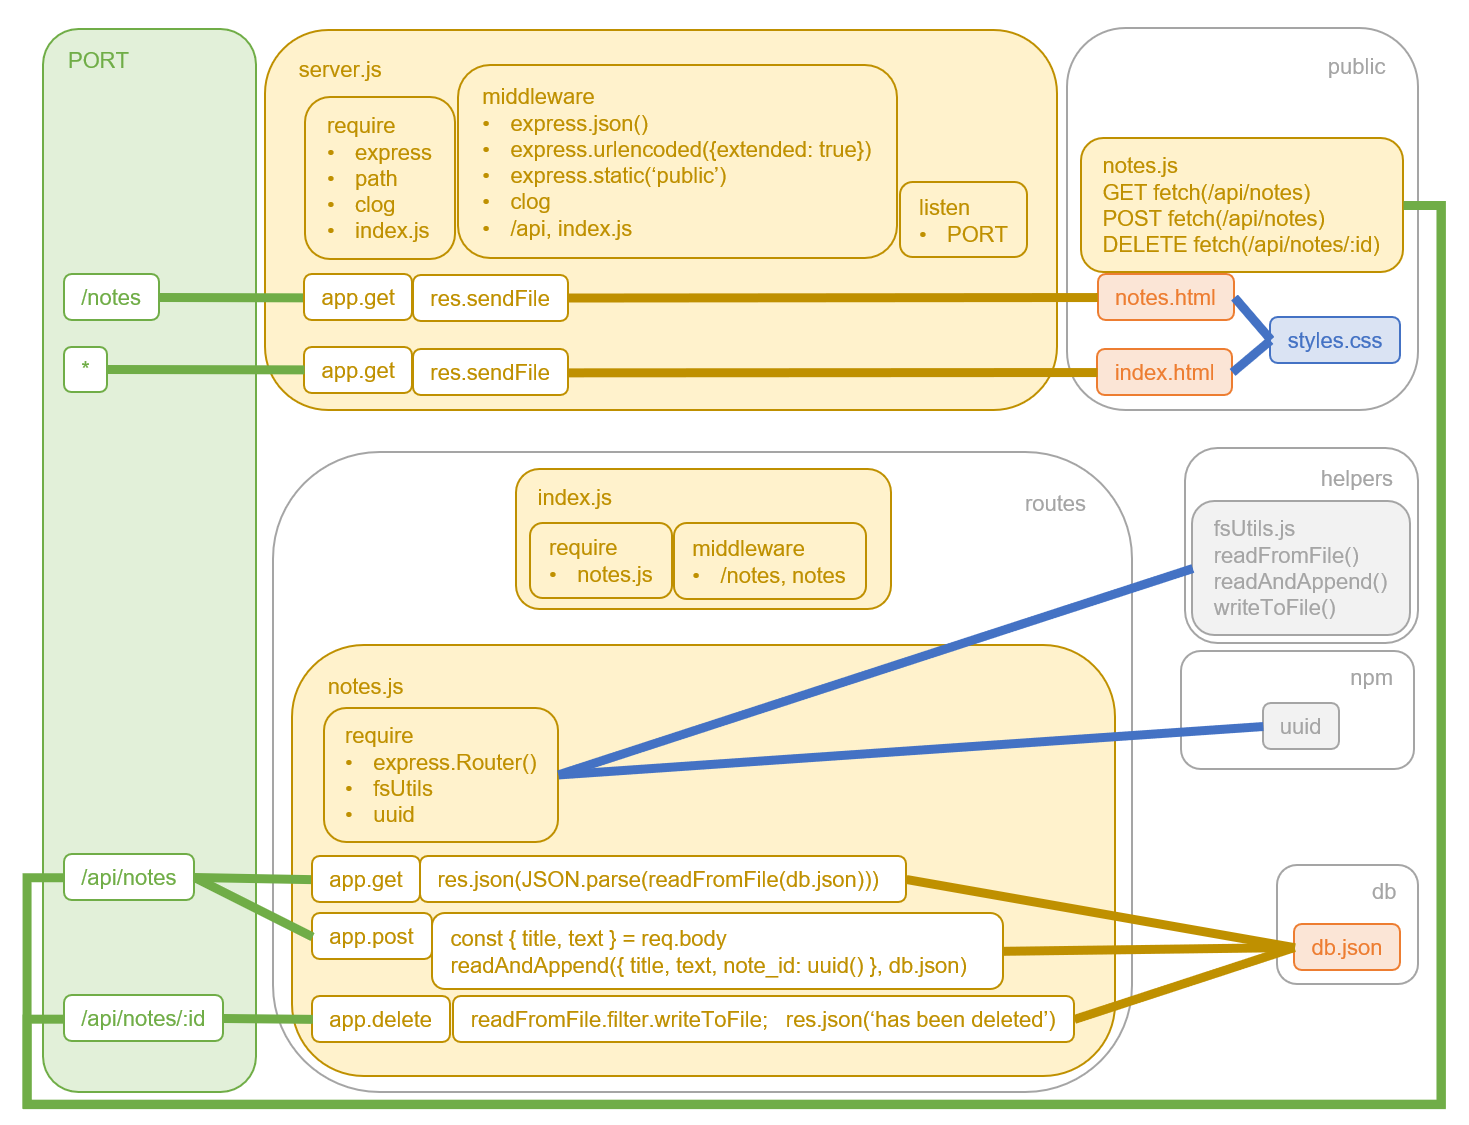 PORT
server.js
require
• express
• path
• clog
• index.js
middleware
• express.json()
• express.urlencoded({extended: true})
• express.static(‘public’)
• clog
• /api, index.js
listen
• PORT
public
notes.js
GET fetch(/api/notes)
POST fetch(/api/notes)
DELETE fetch(/api/notes/:id)
/notes
app.get
res.sendFile
notes.html
styles.css
*
app.get
res.sendFile
index.html
routes
index.js
require
• notes.js
middleware
• /notes, notes
helpers
fsUtils.js
readFromFile()
readAndAppend()
writeToFile()
npm
uuid
notes.js
require
• express.Router()
• fsUtils
• uuid
/api/notes
app.get
res.json(JSON.parse(readFromFile(db.json)))
app.post
const { title, text } = req.body
readAndAppend({ title, text, note_id: uuid() }, db.json)
db
db.json
/api/notes/:id
app.delete
readFromFile.filter.writeToFile; res.json(‘has been deleted’)